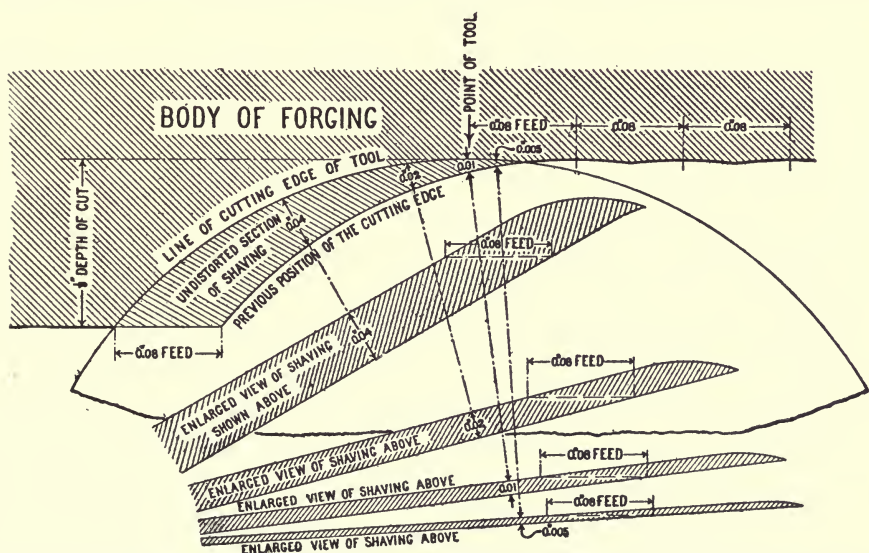 POINT OF TOOL
BODY OF FORGING
0.08 FEED
0.08
0.08
0.005
0.01
0.02
⅛" DEPTH OF CUT
LINE OF CUTTING EDGE OF TOOL
UNDISTORTED SECTION
OF SHAVING
0.04
PREVIOUS POSITION OF THE CUTTING EDGE
0.08 FEED
0.08 FEED
0.04
ENLARGED VIEW OF SHAVING
SHOWN ABOVE
0.08 FEED
0.02
ENLARGED VIEW OF SHAVING ABOVE
0.08 FEED
0.01
ENLARGED VIEW OF SHAVING ABOVE
0.08 FEED
0.005
ENLARGED VIEW OF SHAVING ABOVE